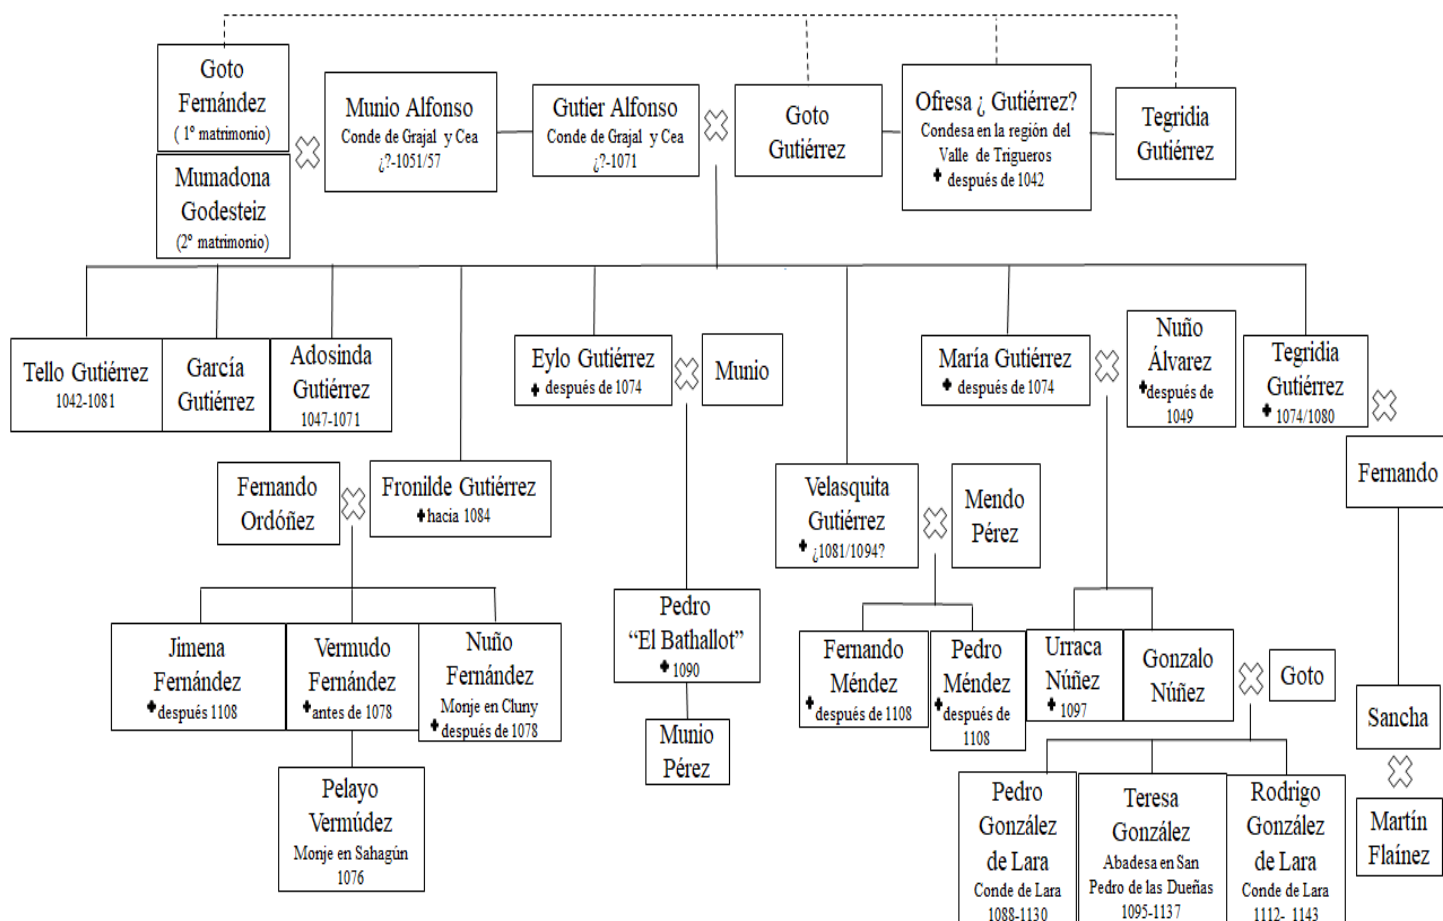 Goto
Fernández
( 1º matrimonio)
Mumadona
Godesteiz
(2º matrimonio)
Munio Alfonso
Conde de Grajal y Cea
¿?-1051/57
Gutier Alfonso
Conde de Grajal y Cea
¿?-1071
Goto
Gutiérrez
Ofresa ¿ Gutiérrez?
Condesa en la región del
Valle de Trigueros
✝ después de 1042
Tegridia
Gutiérrez
Tello Gutiérrez
1042-1081
García
Gutiérrez
Adosinda
Gutiérrez
1047-1071
Eylo Gutiérrez
✝ después de 1074
Munio
María Gutiérrez
✝ después de 1074
Nuño
Álvarez
✝después de
1049
Tegridia
Gutiérrez
✝ 1074/1080
Fernando
Fernando
Ordóñez
Fronilde Gutiérrez
✝hacia 1084
Velasquita
Gutiérrez
✝ ¿1081/1094?
Mendo
Pérez
Jimena
Fernández
✝después 1108
Vermudo
Fernández
✝antes de 1078
Nuño
Fernández
Monje en Cluny
✝después de 1078
Pedro
“El Bathallot”
✝ 1090
Fernando
Méndez
✝después de 1108
Pedro
Méndez
✝después de
1108
Urraca
Núñez
✝ 1097
Gonzalo
Núñez
Goto
Sancha
Munio
Pérez
Pelayo
Vermúdez
Monje en Sahagún
1076
Pedro
González
de Lara
Conde de Lara
1088-1130
Teresa
González
Abadesa en San
Pedro de las Dueñas
1095-1137
Rodrigo
González
de Lara
Conde de Lara
1112- 1143
Martín
Flaínez